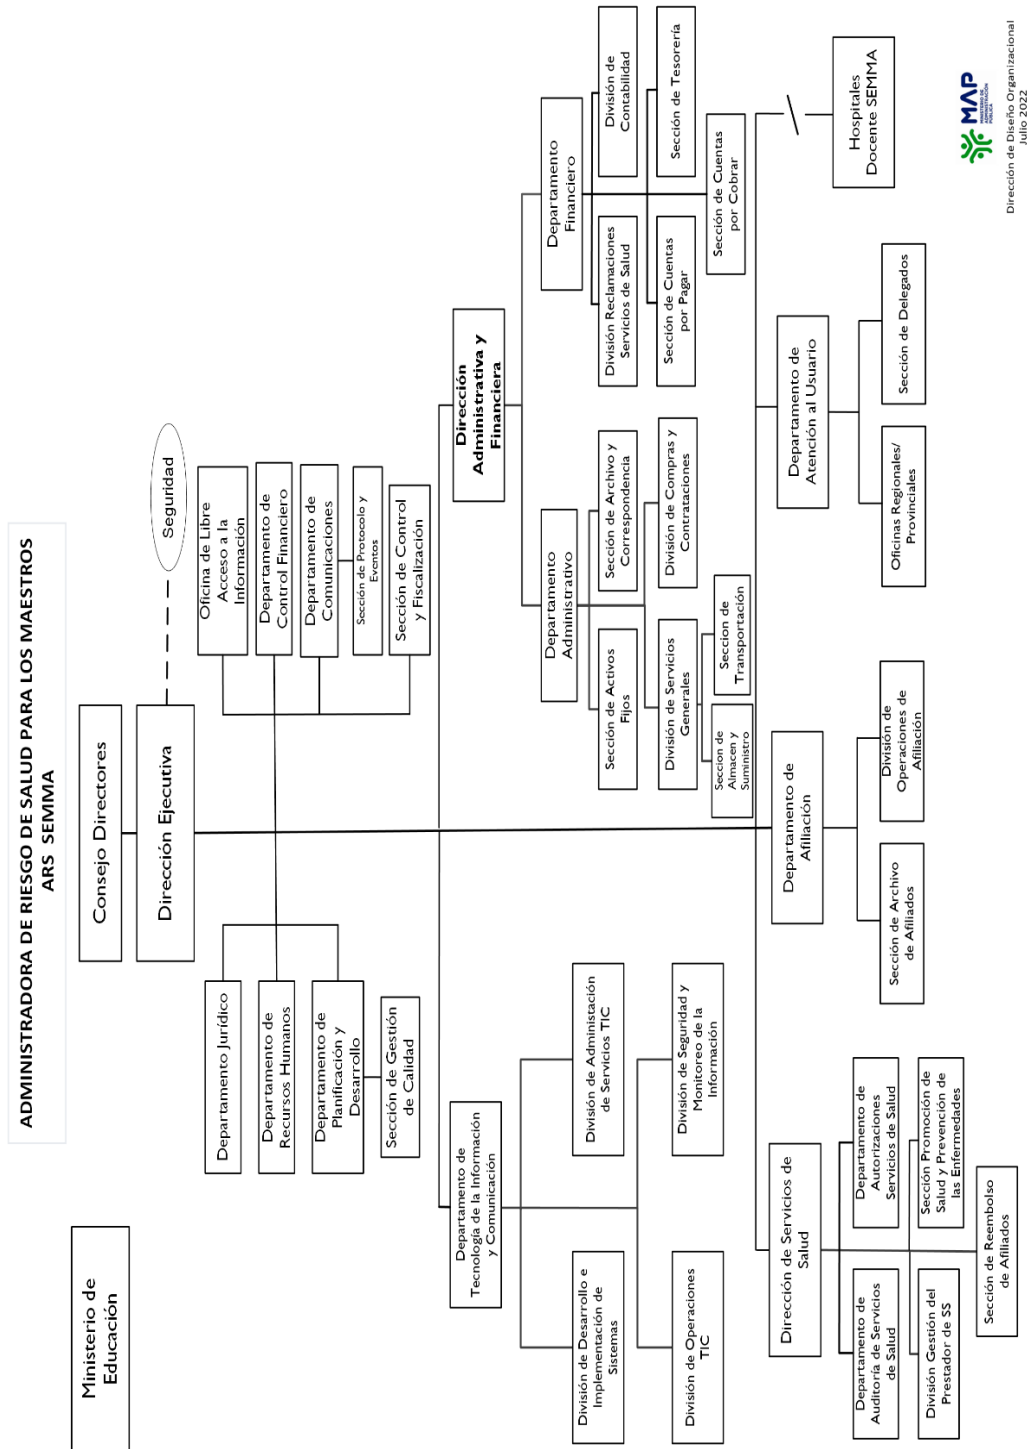 ADMINISTRADORA DE RIESGO DE SALUD PARA LOS MAESTROS
ARS SEMMA
Ministerio de
Educación
Consejo Directores
Dirección Ejecutiva
Seguridad
Departamento Jurídico
Departamento de
Recursos Humanos
Departamento de
Planificación y
Desarrollo
Sección de Gestión
de Calidad
Oficina de Libre
Acceso a la
Información
Departamento de
Control Financiero
Departamento de
Comunicaciones
Sección de Protocolo y
Eventos
Sección de Control
y Fiscalización
Departamento de
Tecnología de la Información
y Comunicación
División de Desarrollo e
Implementación de
Sistemas
División de Administación
de Servicios TIC
División de Operaciones
TIC
División de Seguridad y
Monitoreo de la
Información
Dirección
Administrativa y
Financiera
Departamento
Administrativo
Sección de Activos
Fijos
Sección de Archivo y
Correspondencia
División de Servicios
Generales
División de Compras y
Contrataciones
Seccion de
Almacen y
Suministro
Seccion de
Transportación
Departamento
Financiero
División Reclamaciones
Servicios de Salud
División de
Contabilidad
Sección de Cuentas
por Pagar
Sección de Tesorería
Sección de Cuentas
por Cobrar
Dirección de Servicios de
Salud
Departamento de
Auditoría de Servicios
de Salud
Departamento de
Autorizaciones
Servicios de Salud
División Gestión del
Prestador de SS
Sección Promoción de
Salud y Prevención de
las Enfermedades
Sección de Reembolso
de Afiliados
Departamento de
Afiliación
Sección de Archivo
de Afiliados
División de
Operaciones de
Afiliación
Departamento de
Atención al Usuario
Oficinas Regionales/
Provinciales
Sección de Delegados
Hospitales
Docente SEMMA
MAP
MINISTERIO DE
ADMINISTRACIÓN
PÚBLICA
Dirección de Diseño Organizacional
Julio 2022